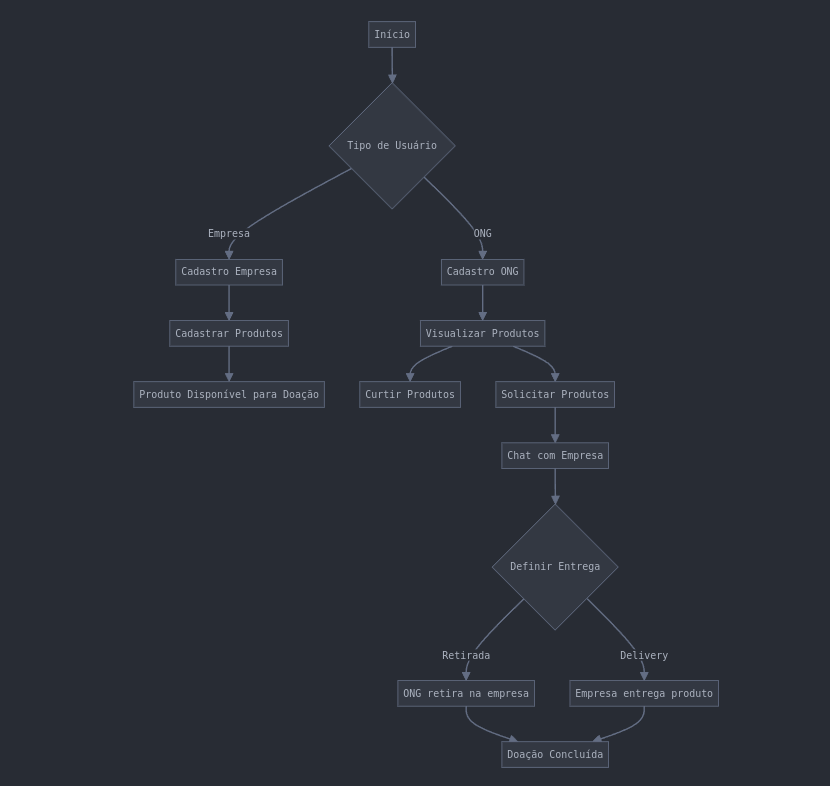 Início
Tipo de Usuário
Empresa
ONG
Cadastro Empresa
Cadastro ONG
Cadastrar Produtos
Visualizar Produtos
Produto Disponível para Doação
Curtir Produtos
Solicitar Produtos
Chat com Empresa
Definir Entrega
Retirada
Delivery
ONG retira na empresa
Empresa entrega produto
Doação Concluída